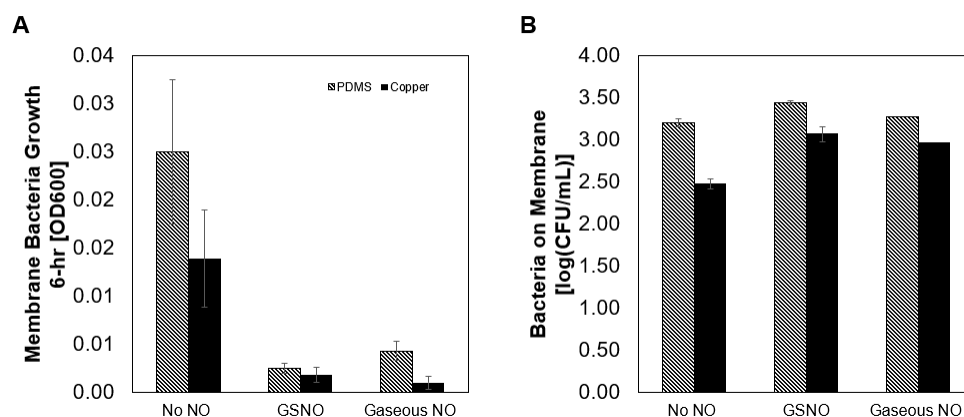 A
Membrane Bacteria Growth
6-hr [OD600]
0.04
0.03
0.03
0.02
0.02
0.01
0.01
0.00
PDMS Copper
No NO GSNO Gaseous NO
B
Bacteria on Membrane
[log(CFU/mL)]
4.00
3.50
3.00
2.50
2.00
1.50
1.00
0.50
0.00
No NO GSNO Gaseous NO